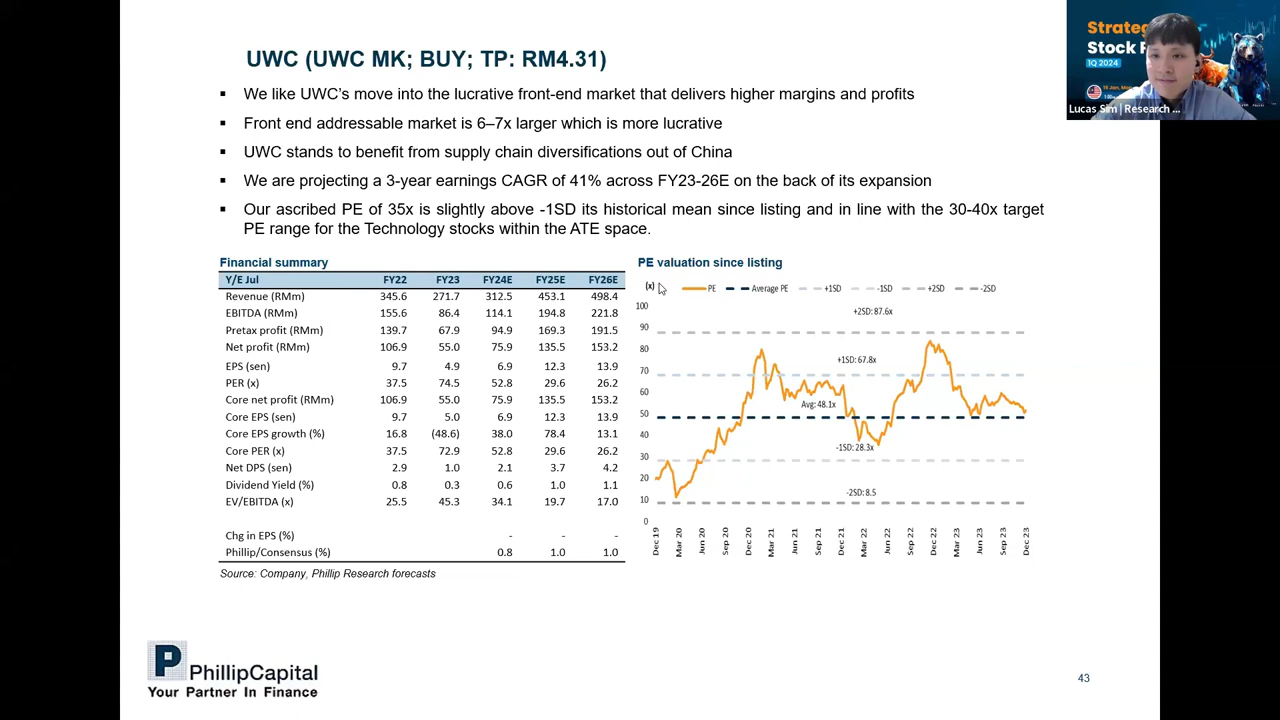 UWC (UWC MK; BUY; TP: RM4.31)
▪ We like UWC's move into the lucrative front-end market that delivers higher margins and profits
▪ Front end addressable market is 6–7x larger which is more lucrative
▪ UWC stands to benefit from supply chain diversifications out of China
▪ We are projecting a 3-year earnings CAGR of 41% across FY23-26E on the back of its expansion
▪ Our ascribed PE of 35x is slightly above -1SD its historical mean since listing and in line with the 30-40x target
PE range for the Technology stocks within the ATE space.
Financial summary
Y/E Jul FY22 FY23 FY24E FY25E FY26E
Revenue (RMm) 345.6 271.7 312.5 453.1 498.4
EBITDA (RMm) 155.6 86.4 114.1 194.8 221.8
Pretax profit (RMm) 139.7 67.9 94.9 169.3 191.5
Net profit (RMm) 106.9 55.0 75.9 135.5 153.2
EPS (sen) 9.7 4.9 6.9 12.3 13.9
PER (x) 37.5 74.5 52.8 29.6 26.2
Core net profit (RMm) 106.9 55.0 75.9 135.5 153.2
Core EPS (sen) 9.7 5.0 6.9 12.3 13.9
Core EPS growth (%) 16.8 (48.6) 38.0 78.4 13.1
Core PER (x) 37.5 72.9 52.8 29.6 26.2
Net DPS (sen) 2.9 1.0 2.1 3.7 4.2
Dividend Yield (%) 0.8 0.3 0.6 1.0 1.1
EV/EBITDA (x) 25.5 45.3 34.1 19.7 17.0
Chg in EPS (%) - - -
Phillip/Consensus (%) 0.8 1.0 1.0
Source: Company, Phillip Research forecasts
PE valuation since listing
(x) PE Average PE +1SD -1SD +2SD -2SD
100
90
80
70
60
50
40
30
20
10
0
+2SD: 87.6x
+1SD: 67.8x
Avg: 48.1x
-1SD: 28.3x
-2SD: 8.5
Dec 19 Mar 20 Jun 20 Sep 20 Dec 20 Mar 21 Jun 21 Sep 21 Dec 21 Mar 22 Jun 22 Sep 22 Dec 22 Mar 23 Jun 23 Sep 23 Dec 23
P PhillipCapital
Your Partner In Finance
43
Stock
1Q 2024
Lucas Sim | Research ...